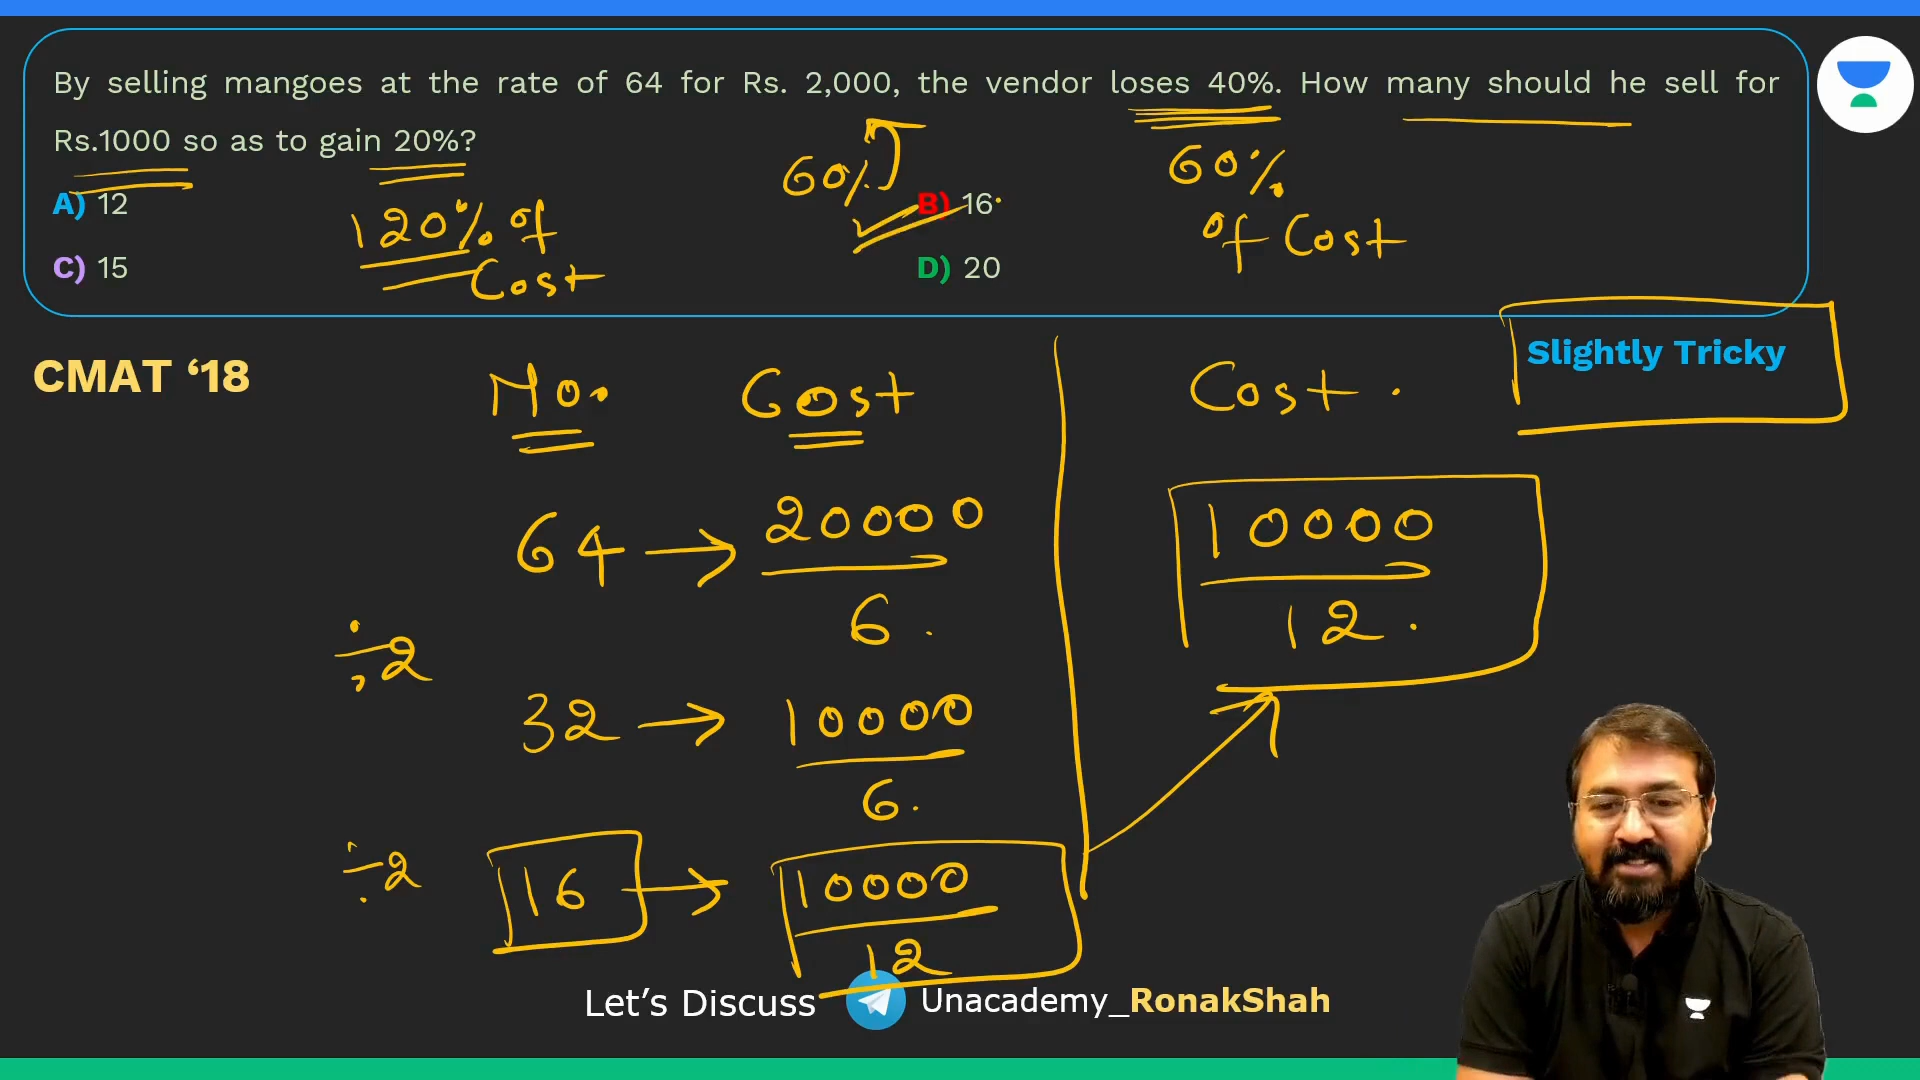 By selling mangoes at the rate of 64 for Rs. 2,000, the vendor loses 40%. How many should he sell for
Rs.1000 so as to gain 20%?
60%
60%
of Cost
A) 12
B) 16
120% of
Cost
C) 15
D) 20
CMAT ‘18
Slightly Tricky
No. Cost
Cost
64 → 20000/6
10000/12
÷2
32 → 10000/6
÷2
16 → 10000/12
Let’s Discuss Unacademy_RonakShah